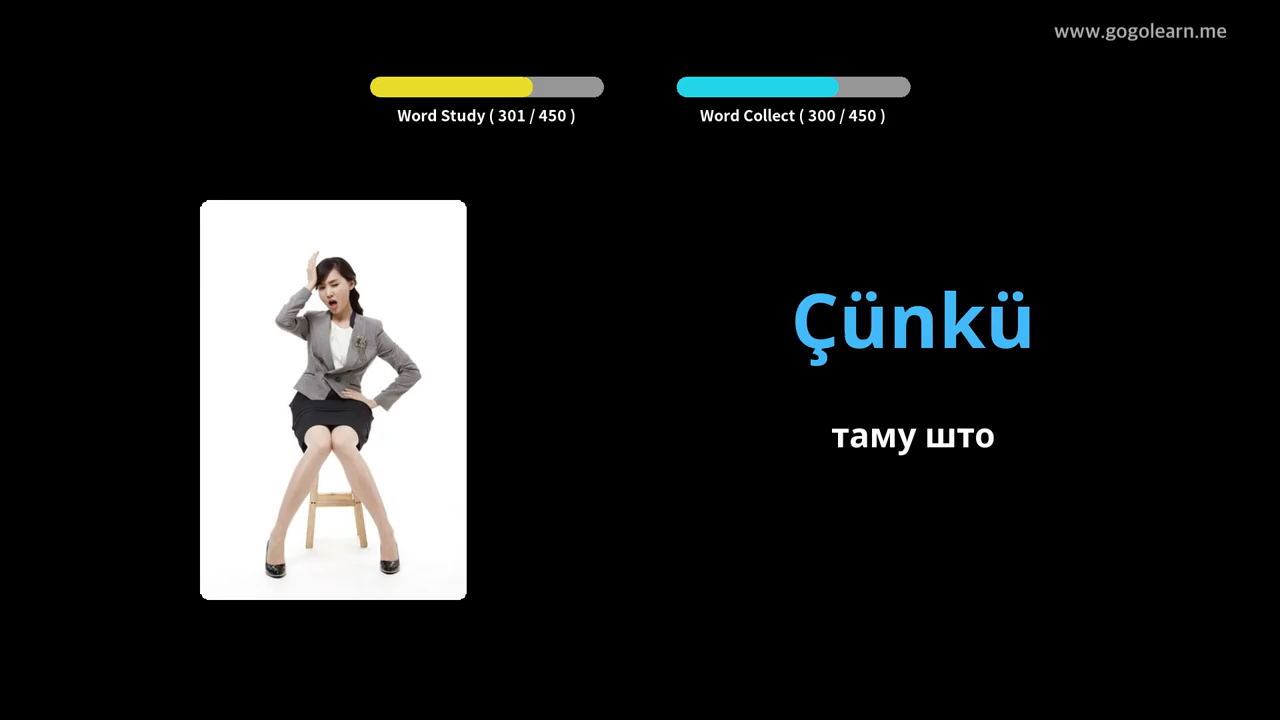 www.gogolearn.me
Word Study ( 301 / 450 )
Word Collect ( 300 / 450 )
Çünkü
таму што